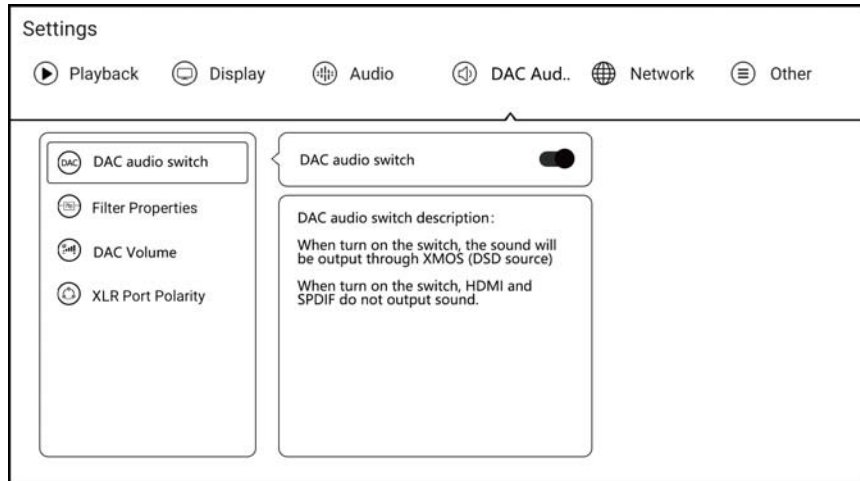 Settings
Playback Display Audio DAC Aud.. Network Other
DAC audio switch
Filter Properties
DAC Volume
XLR Port Polarity
DAC audio switch
DAC audio switch description:
When turn on the switch, the sound will
be output through XMOS (DSD source)
When turn on the switch, HDMI and
SPDIF do not output sound.